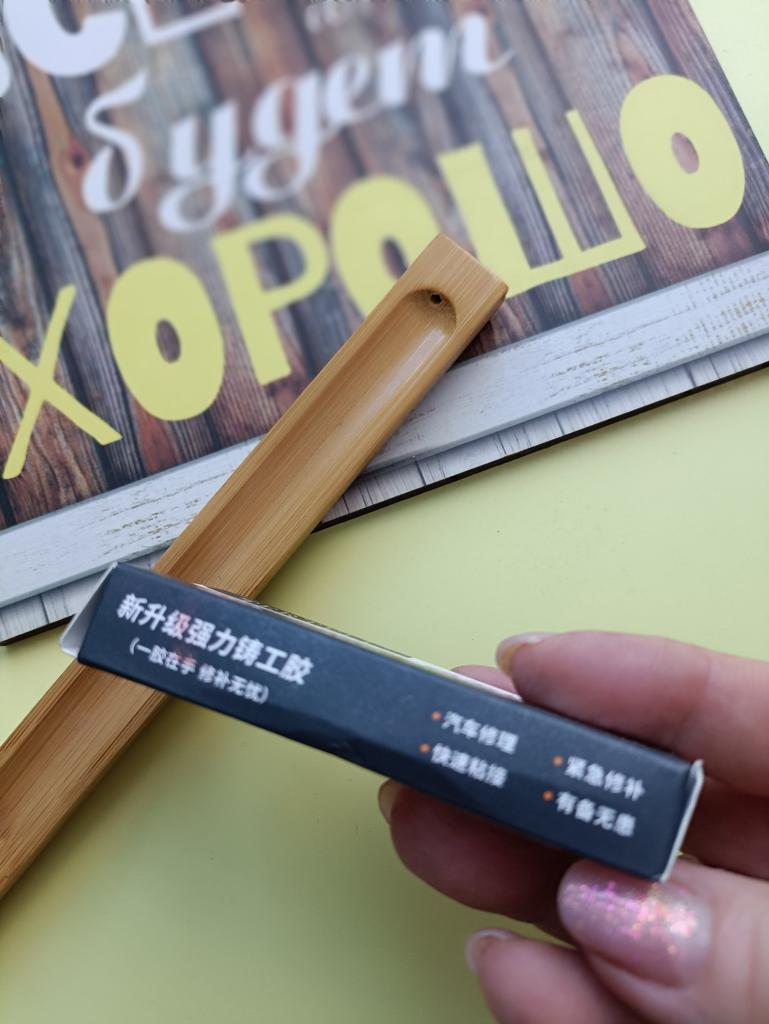 будет
ХОРОШО
新升级强力铸工胶
(一胶在手 修补无忧)
• 汽车修理
• 快速粘接
• 紧急修补
• 有备无患